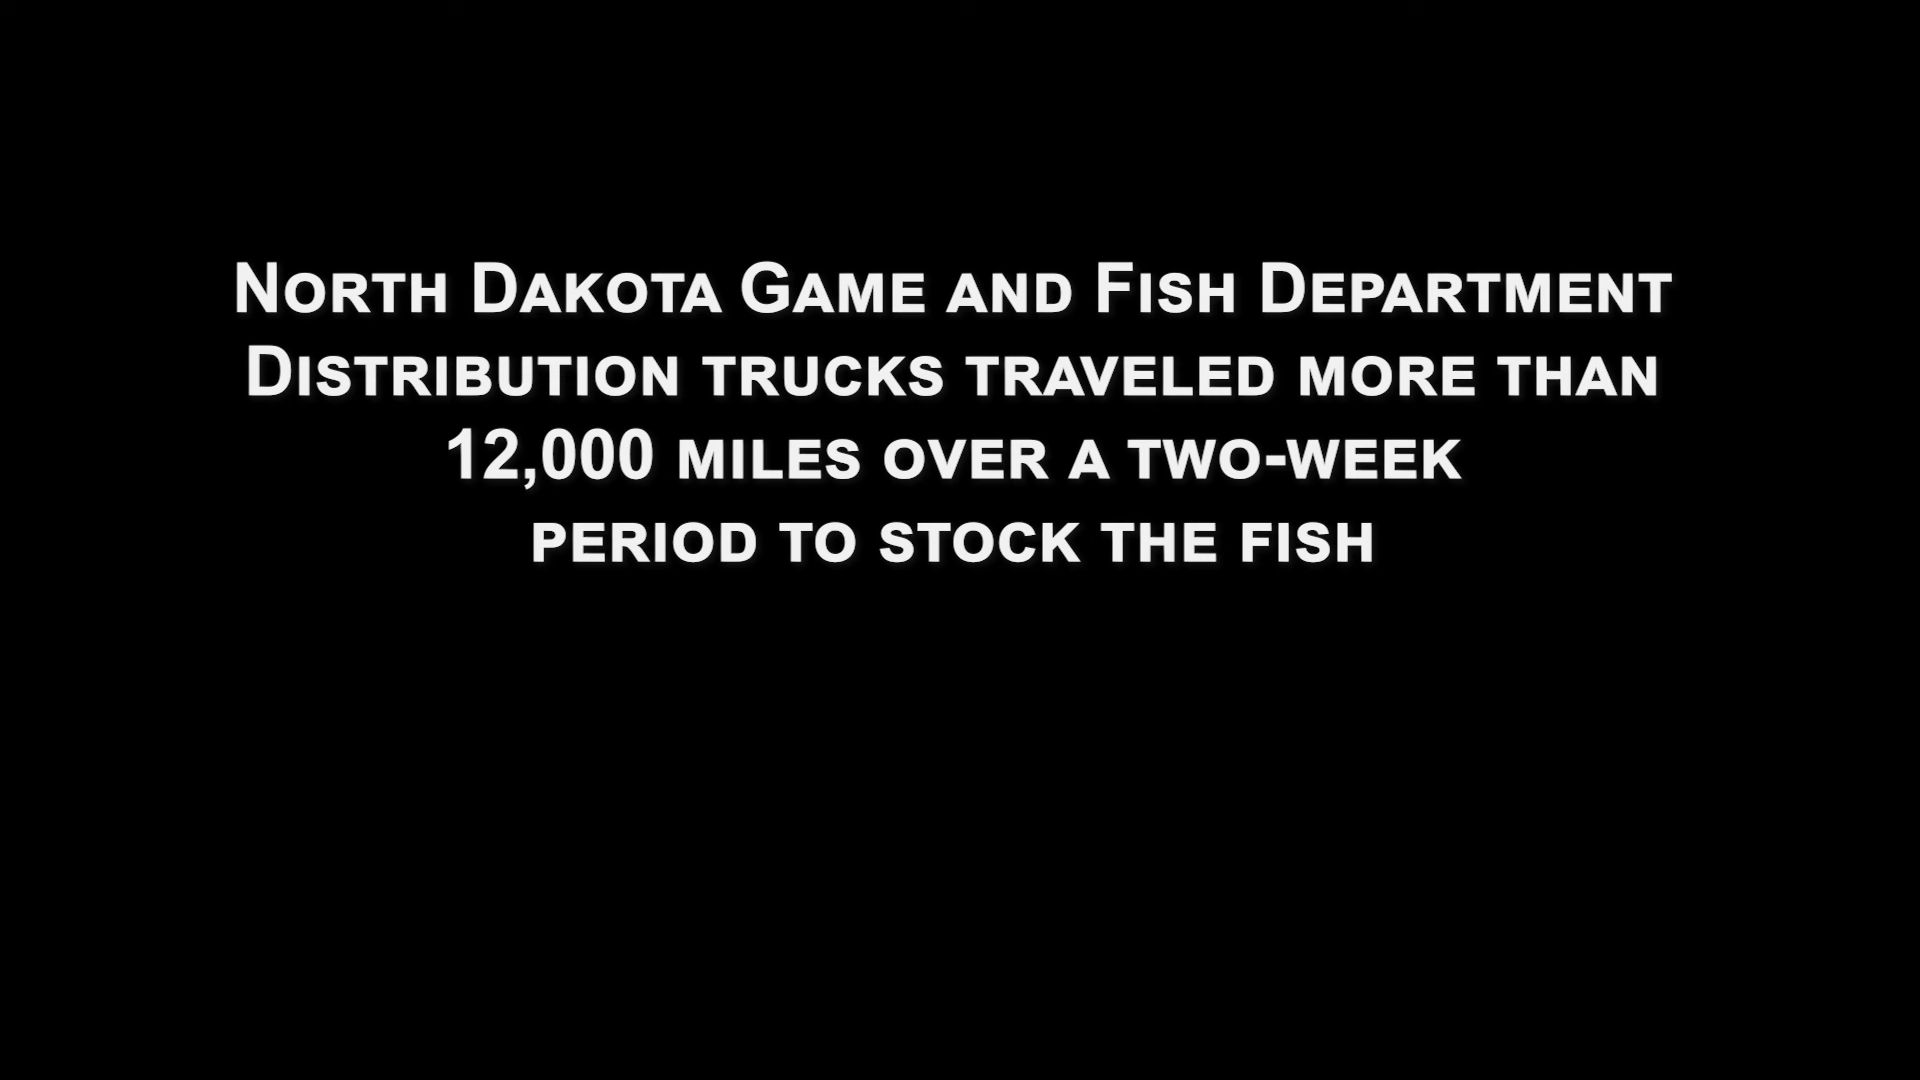 North Dakota Game and Fish Department
Distribution trucks traveled more than
12,000 miles over a two-week
period to stock the fish